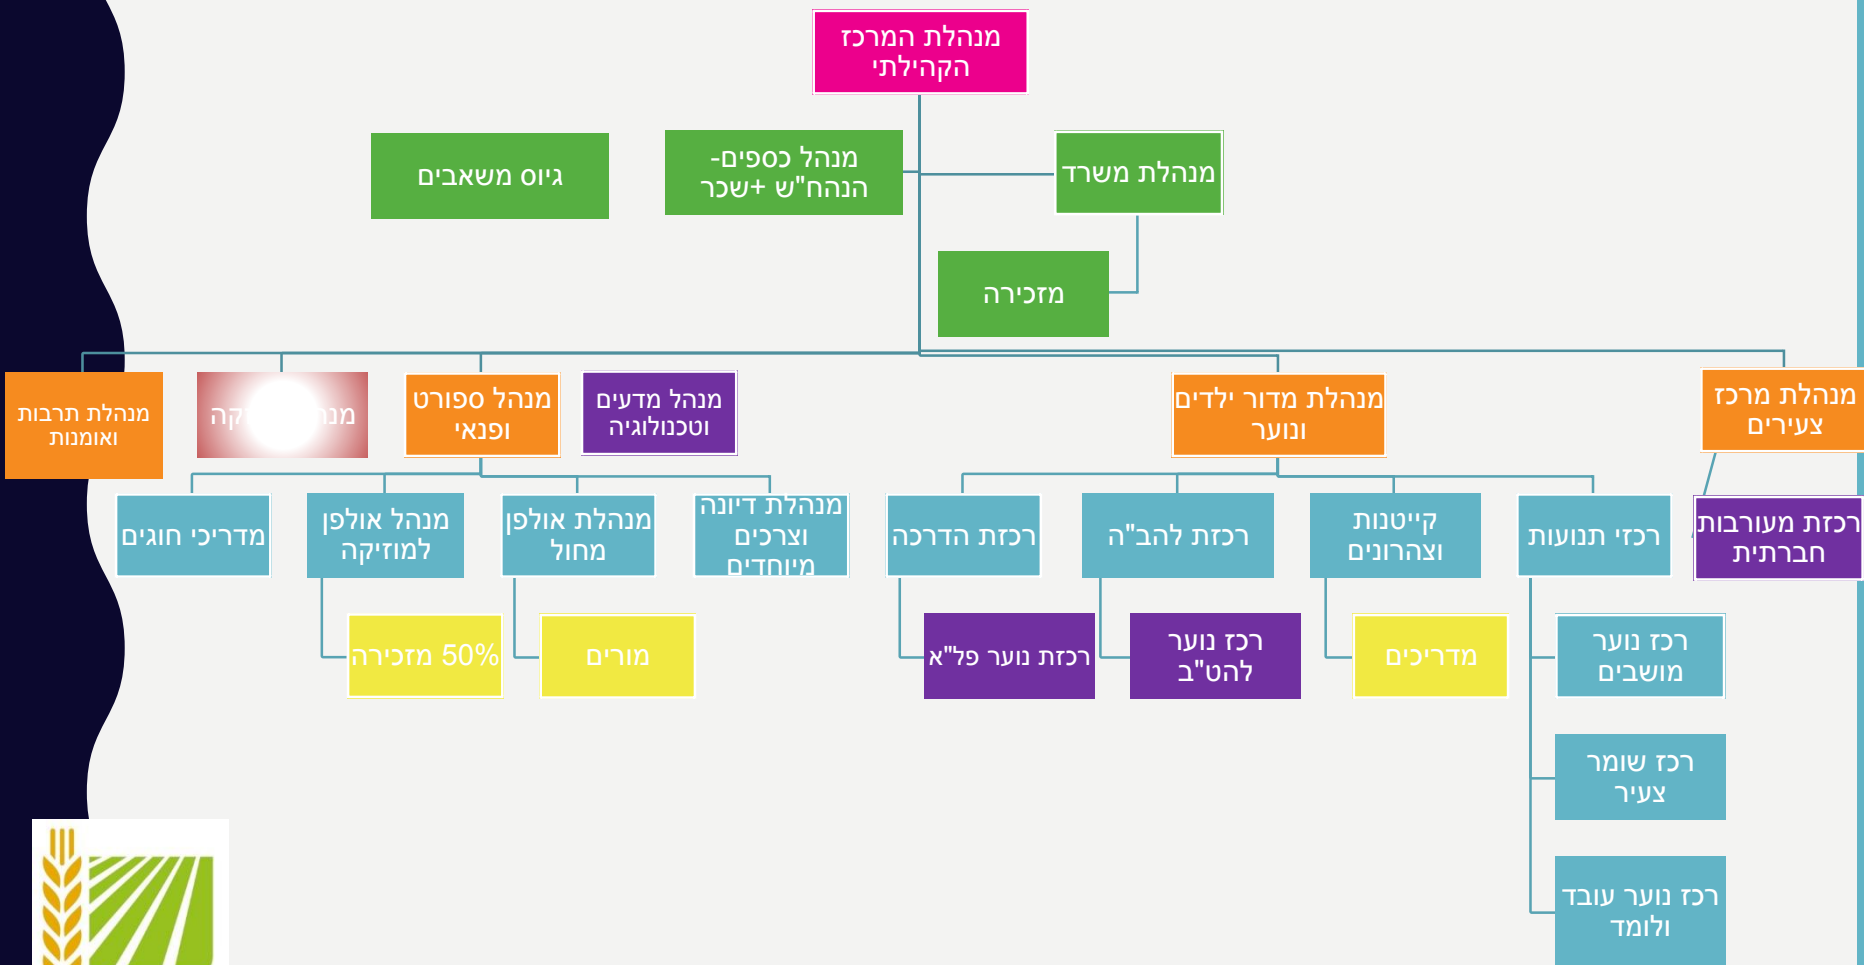 מנהלת המרכז
הקהילתי
מנהלת משרד
מנהל כספים-
הנהח"ש +שכר
גיוס משאבים
מזכירה
מנהלת מרכז
צעירים
מנהלת מדור ילדים
ונוער
מנהל מדעים
וטכנולוגיה
מנהל ספורט
ופנאי
מנהלת תרבות
ואומנות
רכזת מעורבות
חברתית
רכזי תנועות
קייטנות
וצהרונים
רכזת להב"ה
רכזת הדרכה
מנהלת דיונה
וצרכים
מיוחדים
מנהלת אולפן
מחול
מנהל אולפן
למוזיקה
מדריכי חוגים
רכז נוער
מושבים
מדריכים
רכז נוער
להט"ב
רכזת נוער פל"א
מורים
50% מזכירה
רכז שומר
צעיר
רכז נוער עובד
ולומד